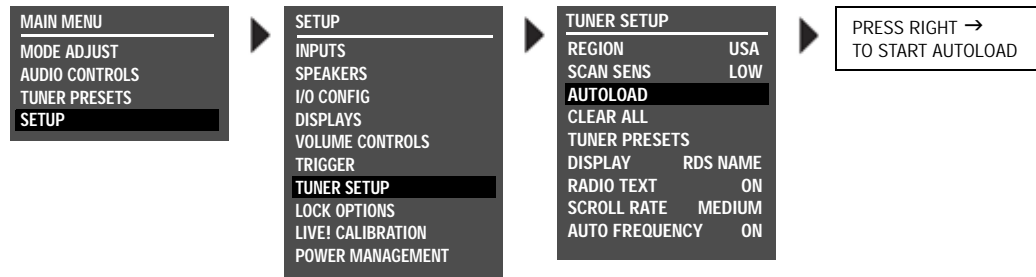 MAIN MENU
MODE ADJUST
AUDIO CONTROLS
TUNER PRESETS
SETUP
SETUP
INPUTS
SPEAKERS
I/O CONFIG
DISPLAYS
VOLUME CONTROLS
TRIGGER
TUNER SETUP
LOCK OPTIONS
LIVE! CALIBRATION
POWER MANAGEMENT
TUNER SETUP
REGION USA
SCAN SENS LOW
AUTOLOAD
CLEAR ALL
TUNER PRESETS
DISPLAY RDS NAME
RADIO TEXT ON
SCROLL RATE MEDIUM
AUTO FREQUENCY ON
PRESS RIGHT →
TO START AUTOLOAD